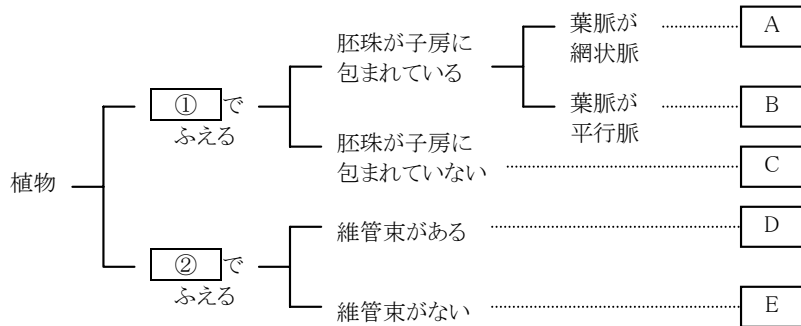 胚珠が子房に
包まれている
葉脈が
網状脈
A
①で
ふえる
葉脈が
平行脈
B
胚珠が子房に
包まれていない
C
植物
②で
ふえる
維管束がある
D
維管束がない
E